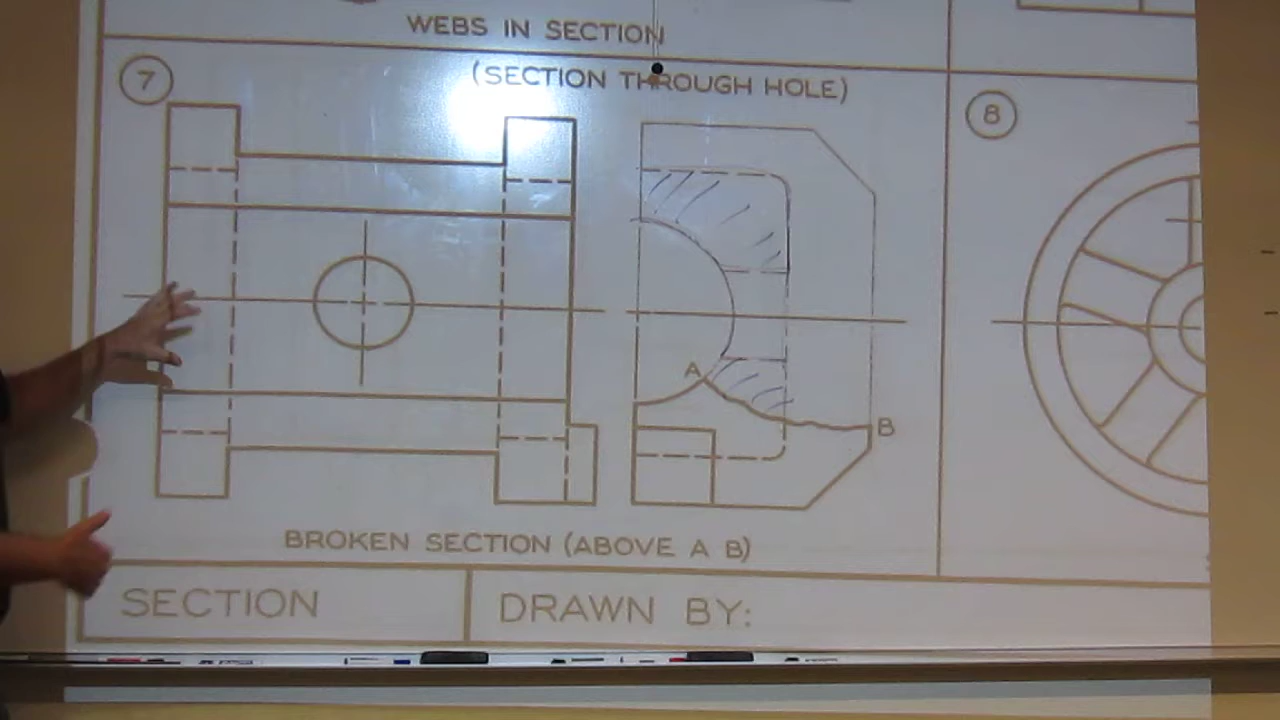 WEBS IN SECTION
7
(SECTION THROUGH HOLE)
8
A
B
BROKEN SECTION (ABOVE A B)
SECTION
DRAWN BY: